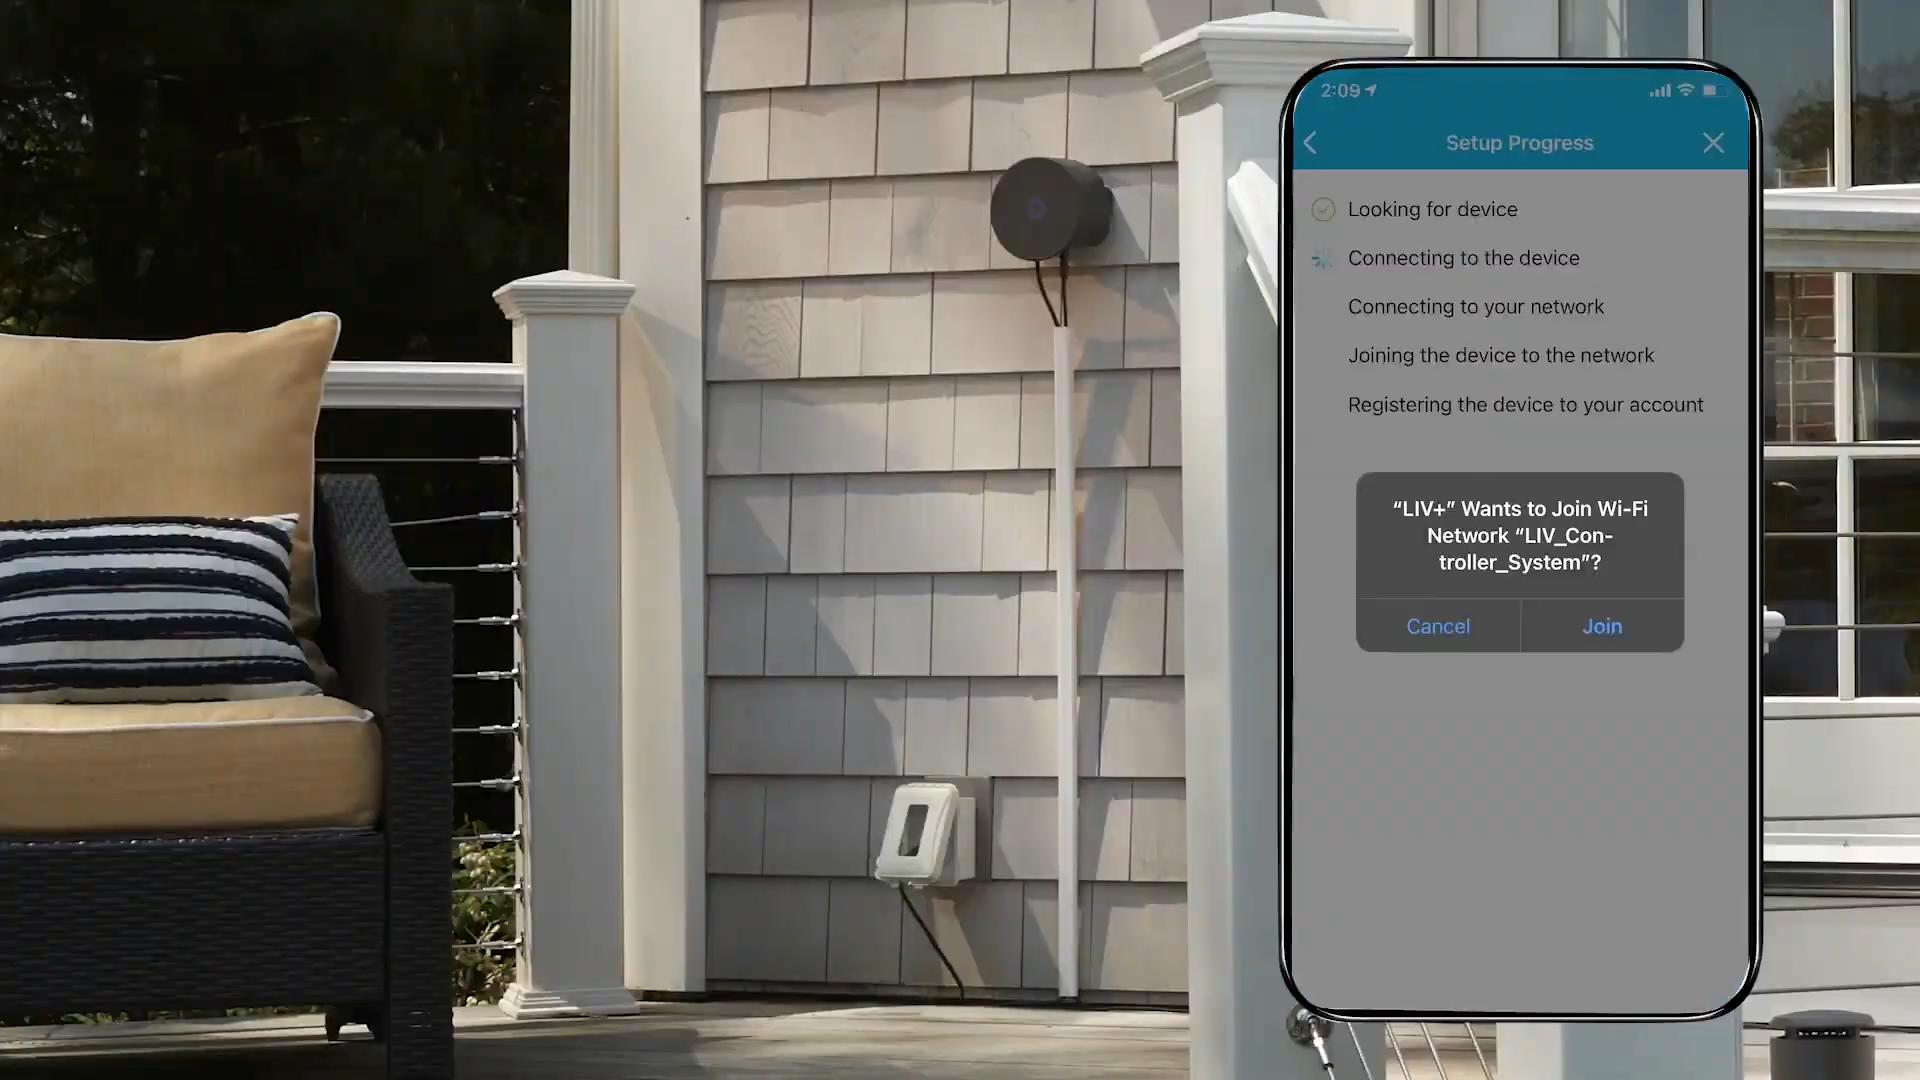 2:09
Setup Progress
Looking for device
Connecting to the device
Connecting to your network
Joining the device to the network
Registering the device to your account
“LIV+” Wants to Join Wi-Fi
Network “LIV_Con-
troller_System”?
Cancel
Join